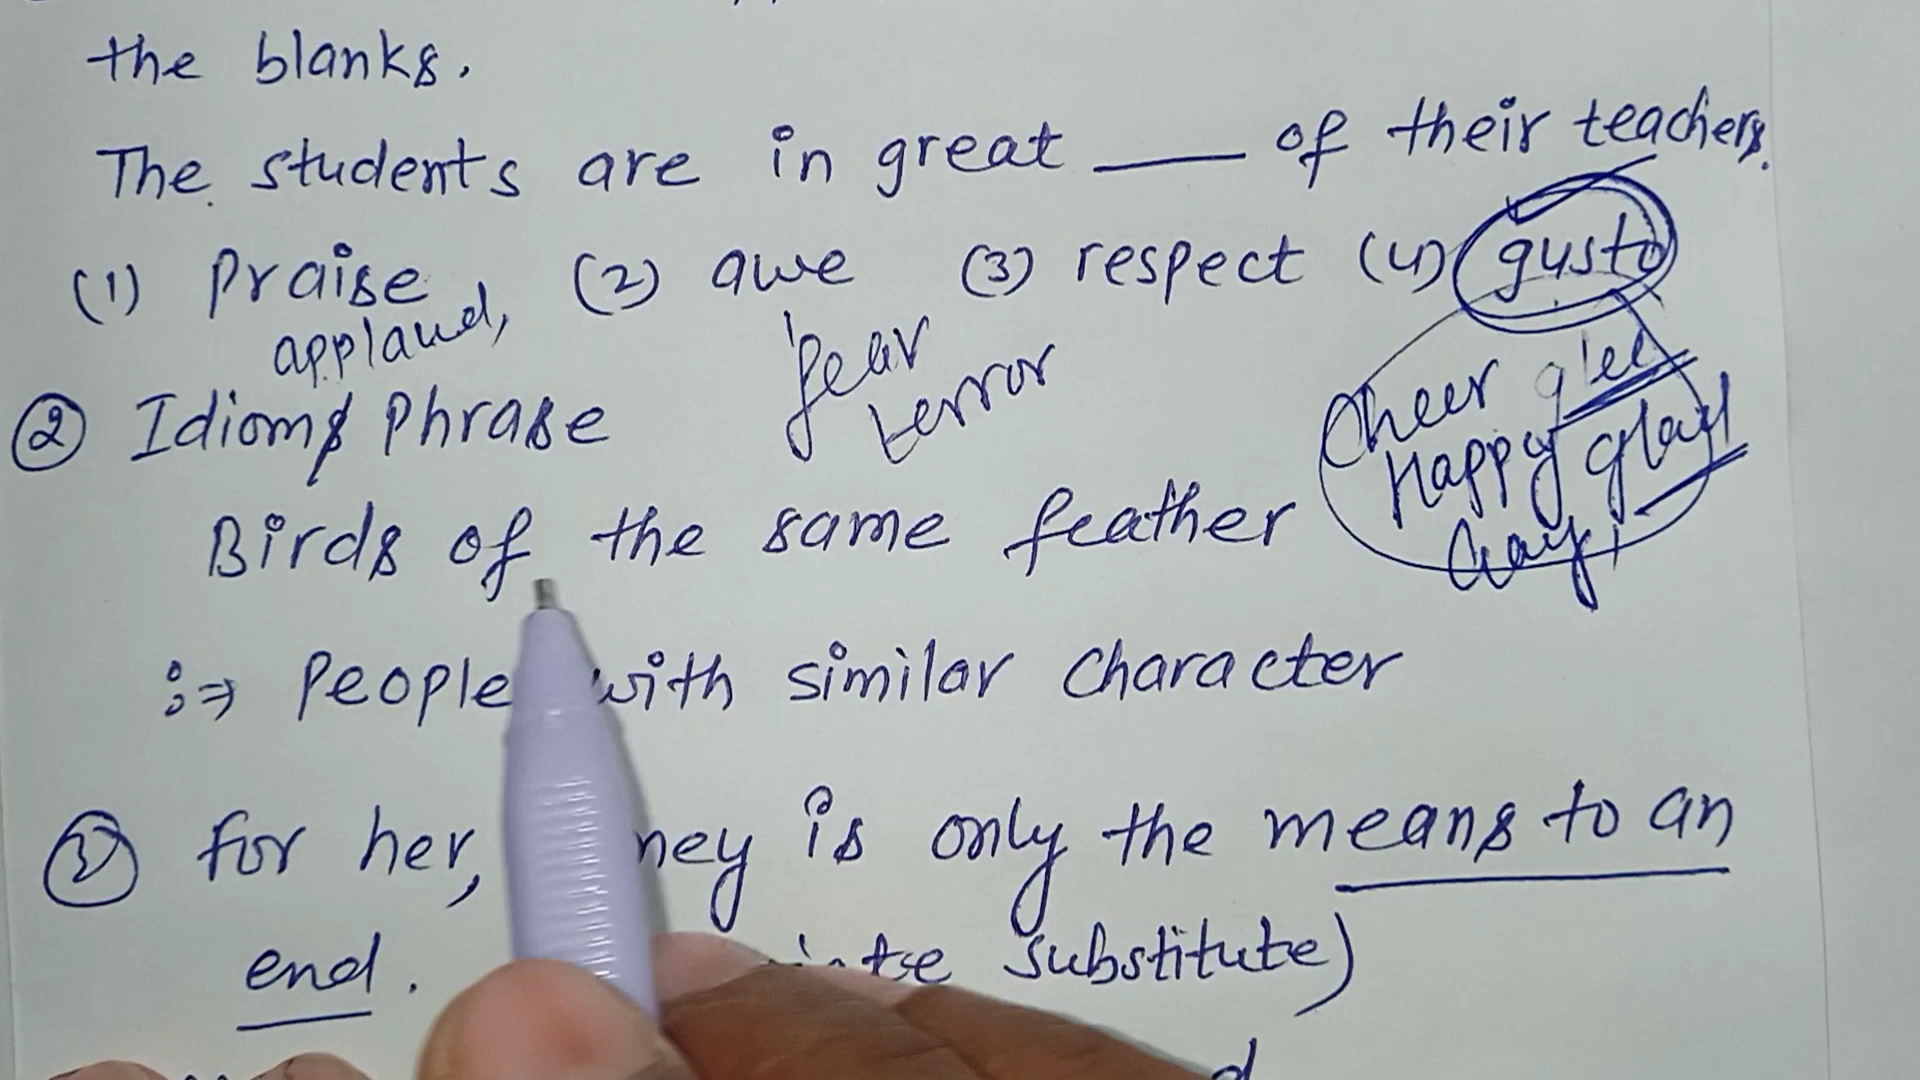 the blanks.
The students are in great ___ of their teachers.
(1) Praise (2) awe (3) respect (4) gusto
applaud, fear terror
Cheer glee
Happy glad
Gay,
② Idioms Phrase
Birds of the same feather
:⇒ People with similar character
for her, is only the means to an
end. substitute)